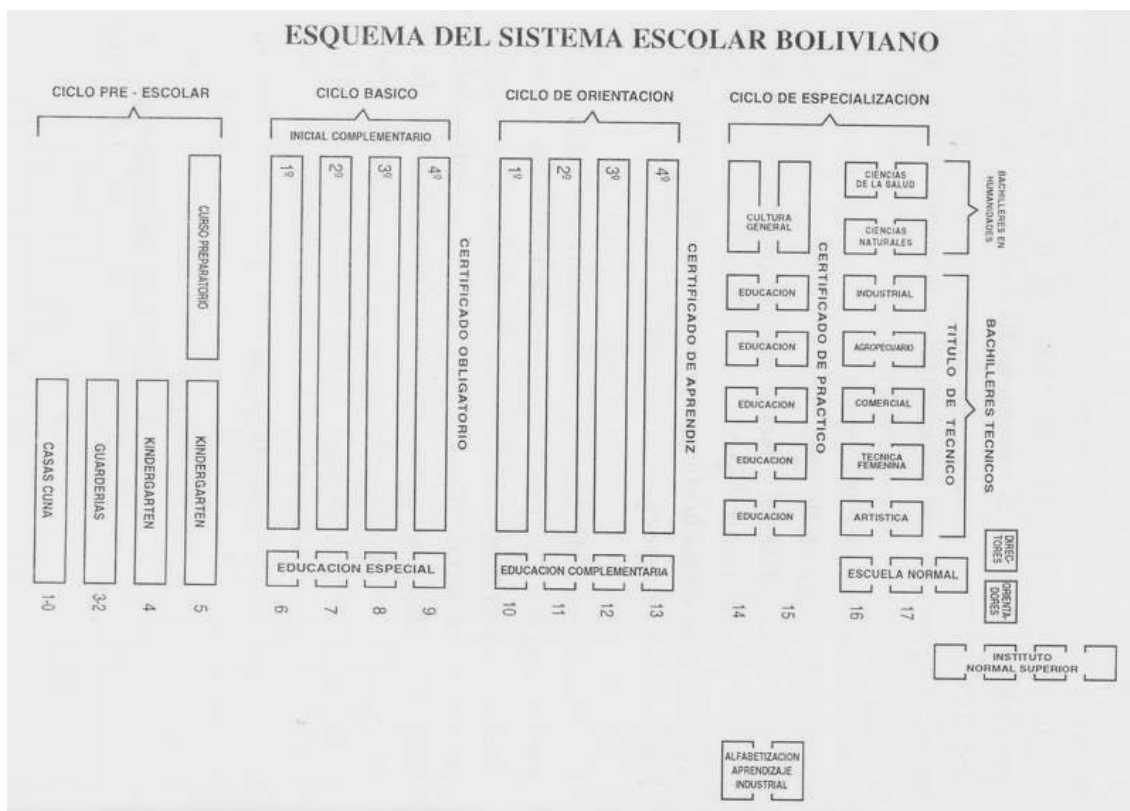 ESQUEMA DEL SISTEMA ESCOLAR BOLIVIANO
CICLO PRE - ESCOLAR
CURSO PREPARATORIO
CASAS CUNA
GUARDERIAS
KINDERGARTEN
KINDERGARTEN
1-0
3-2
4
5
CICLO BASICO
INICIAL COMPLEMENTARIO
1º
2º
3º
4º
CERTIFICADO OBLIGATORIO
EDUCACION ESPECIAL
6
7
8
9
CICLO DE ORIENTACION
1º
2º
3º
4º
CERTIFICADO DE APRENDIZ
EDUCACION COMPLEMENTARIA
10
11
12
13
CICLO DE ESPECIALIZACION
CULTURA
GENERAL
EDUCACION
EDUCACION
EDUCACION
EDUCACION
EDUCACION
CERTIFICADO DE PRACTICO
CIENCIAS
DE LA SALUD
CIENCIAS
NATURALES
INDUSTRIAL
AGROPECUARIO
COMERCIAL
TECNICA
FEMENINA
ARTISTICA
ESCUELA NORMAL
14
15
16
17
BACHILLERES EN
HUMANIDADES
TITULO DE TECNICO
BACHILLERES TECNICOS
DIREC-
TORES
ORIENTA-
DORES
INSTITUTO
NORMAL SUPERIOR
ALFABETIZACION
APRENDIZAJE
INDUSTRIAL